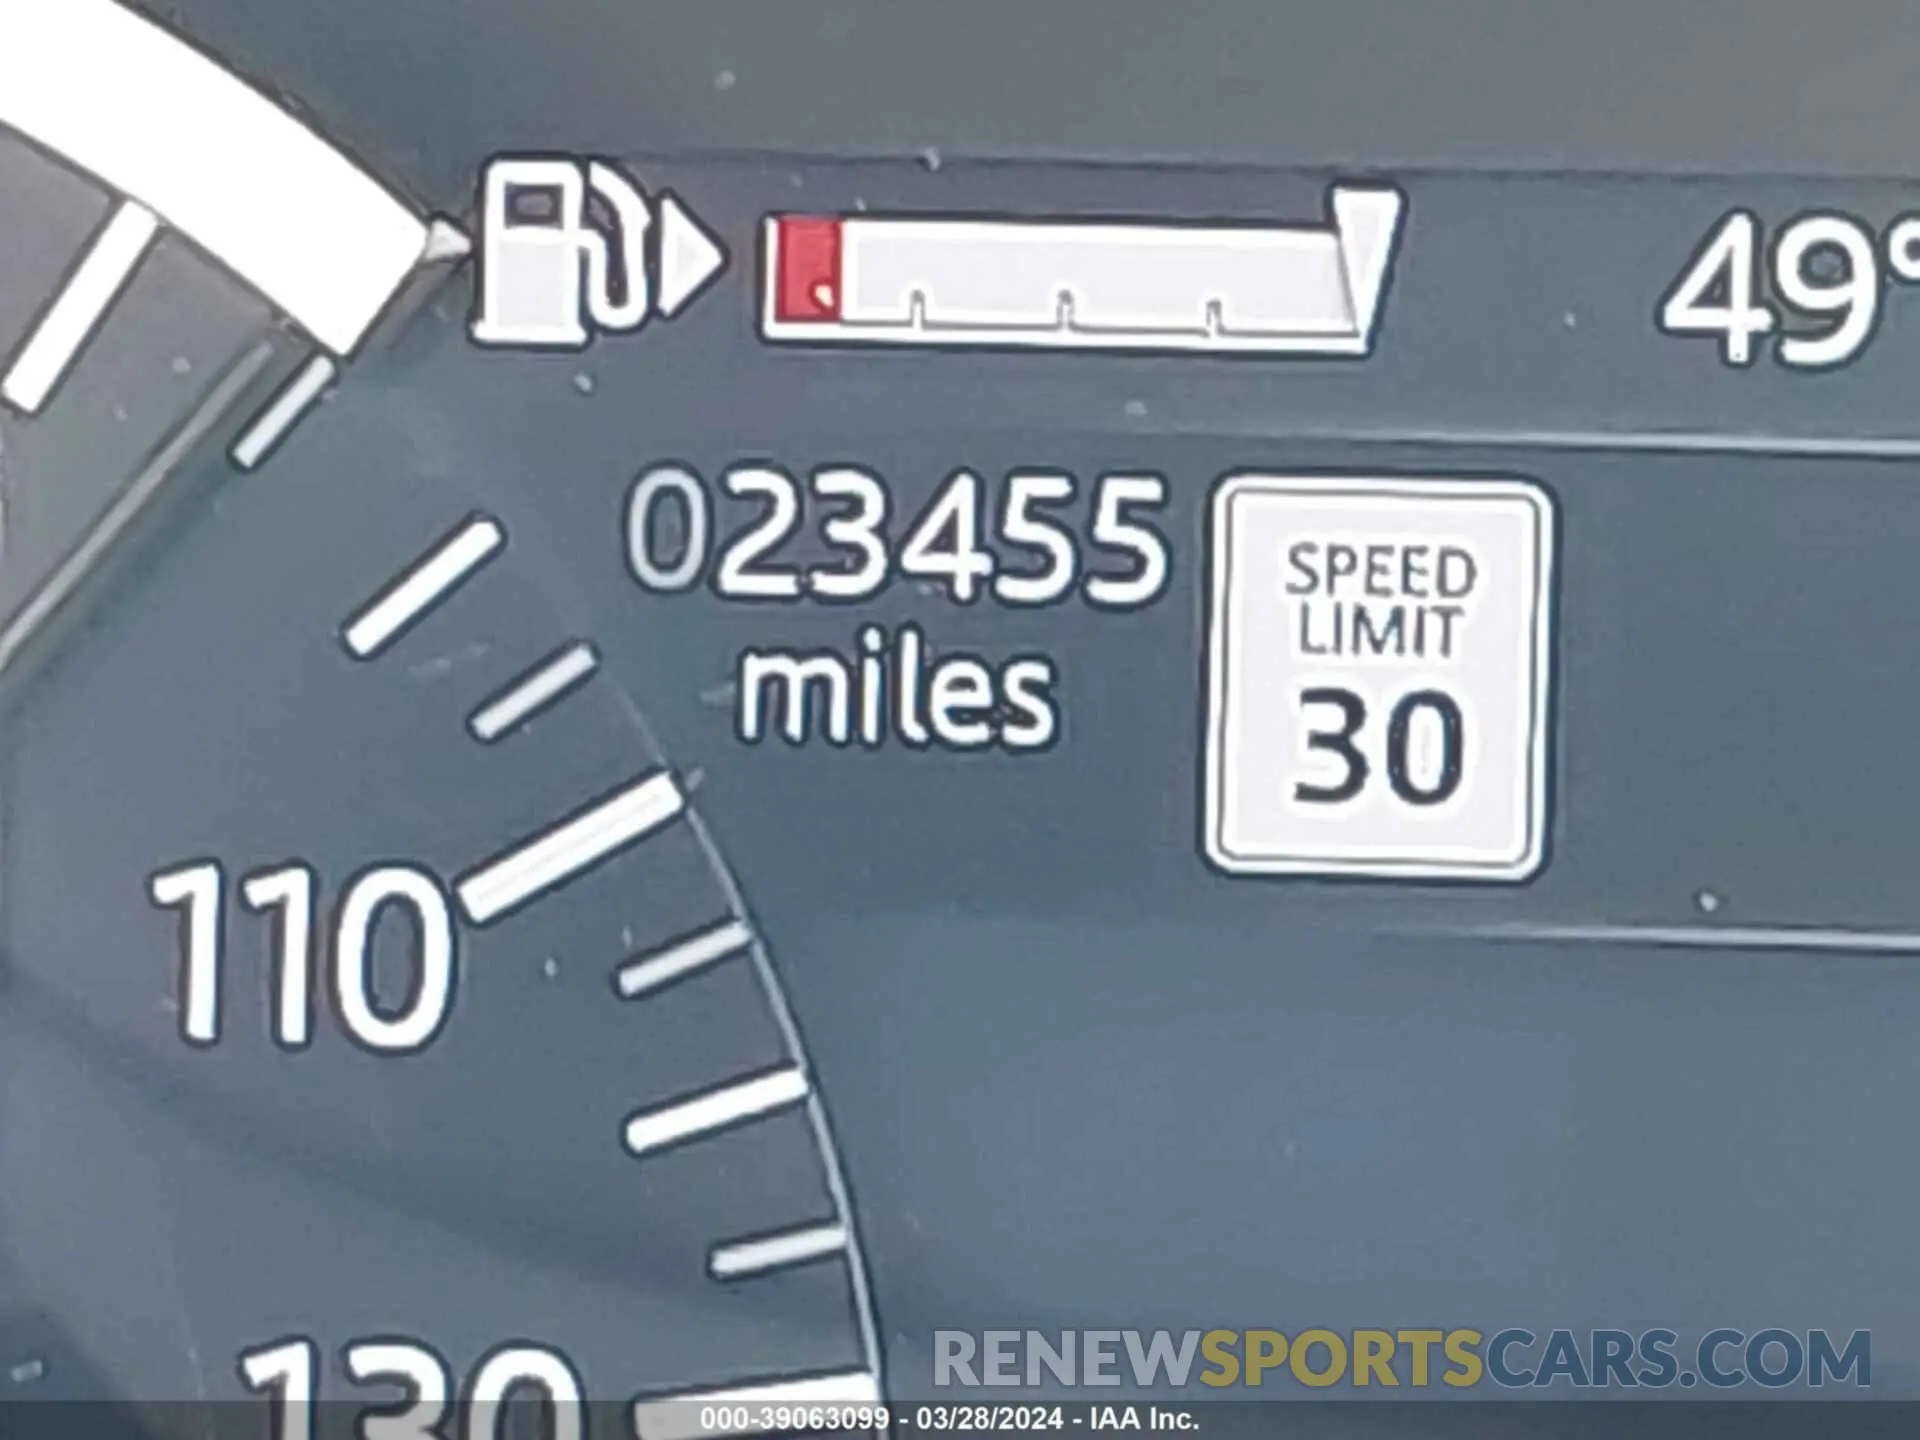 49°
023455
miles
SPEED
LIMIT
30
110
130
RENEWSPORTSCARS.COM
000-39063099 - 03/28/2024 - IAA Inc.